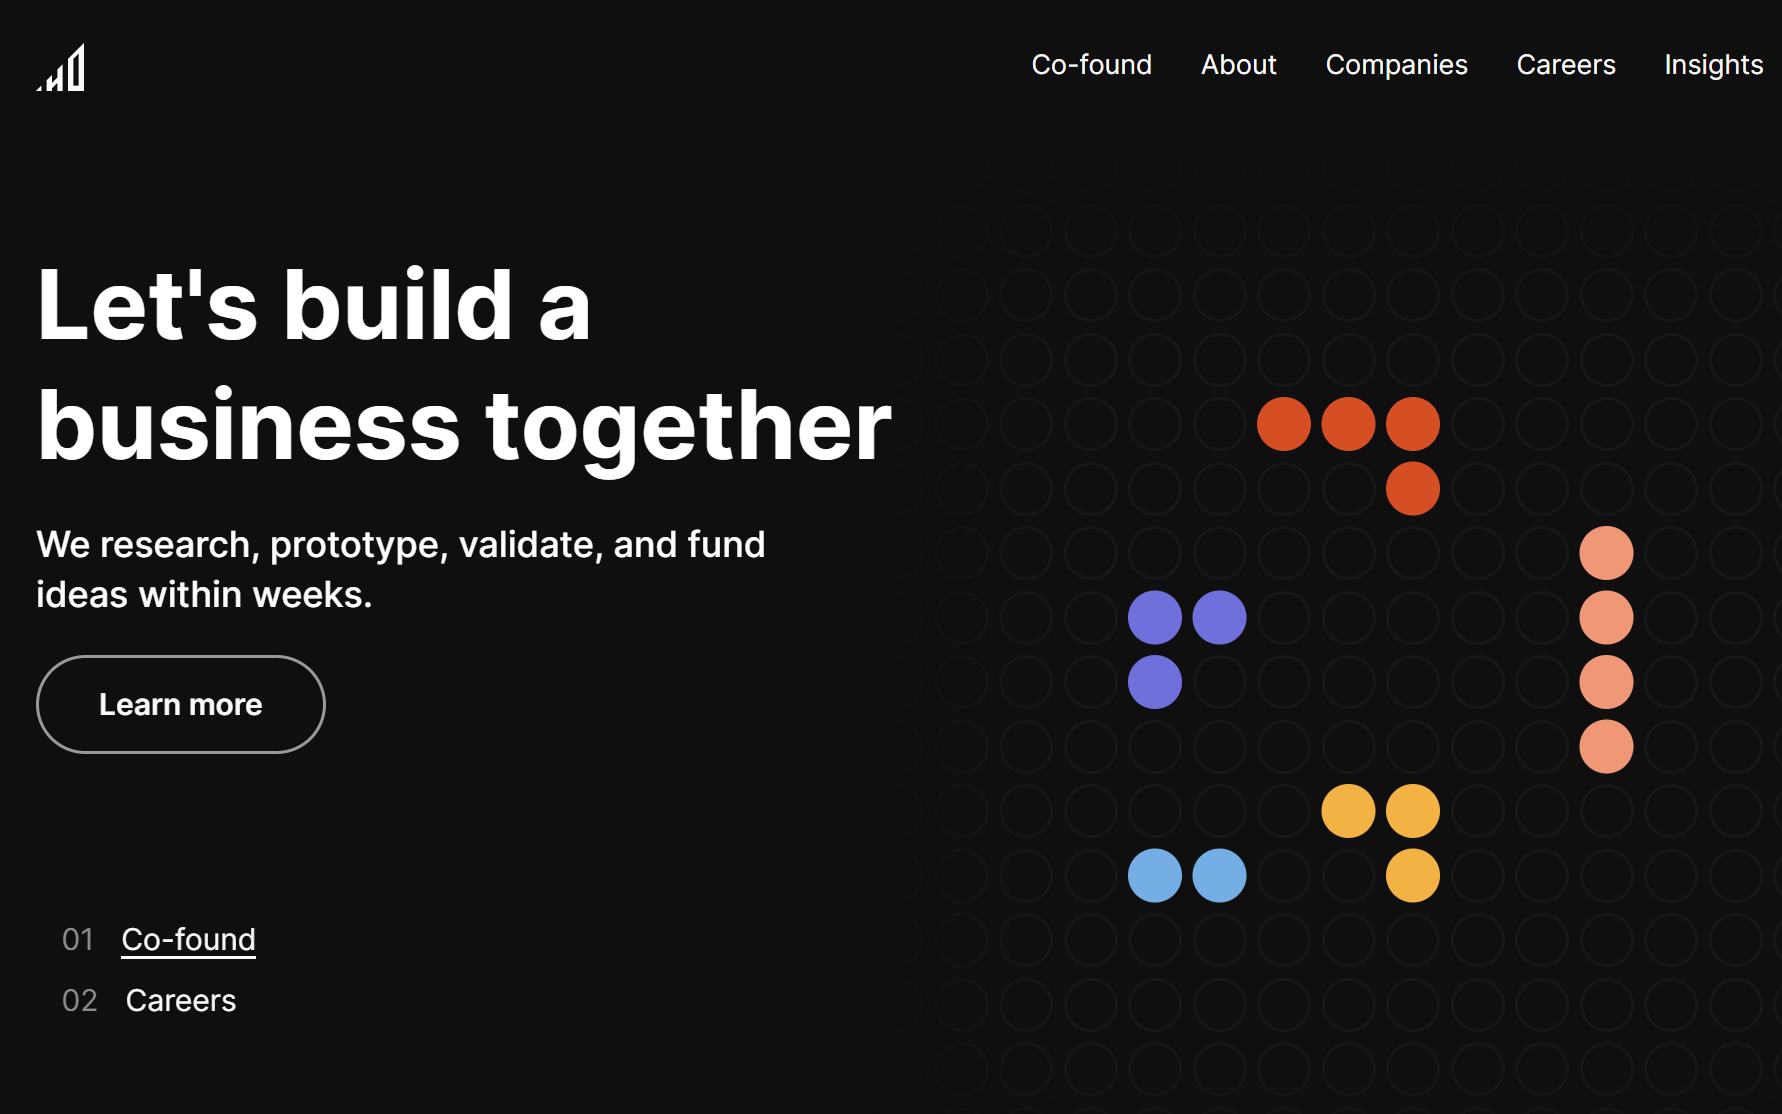 Co-found About Companies Careers Insights
Let's build a
business together
We research, prototype, validate, and fund
ideas within weeks.
Learn more
01 Co-found
02 Careers